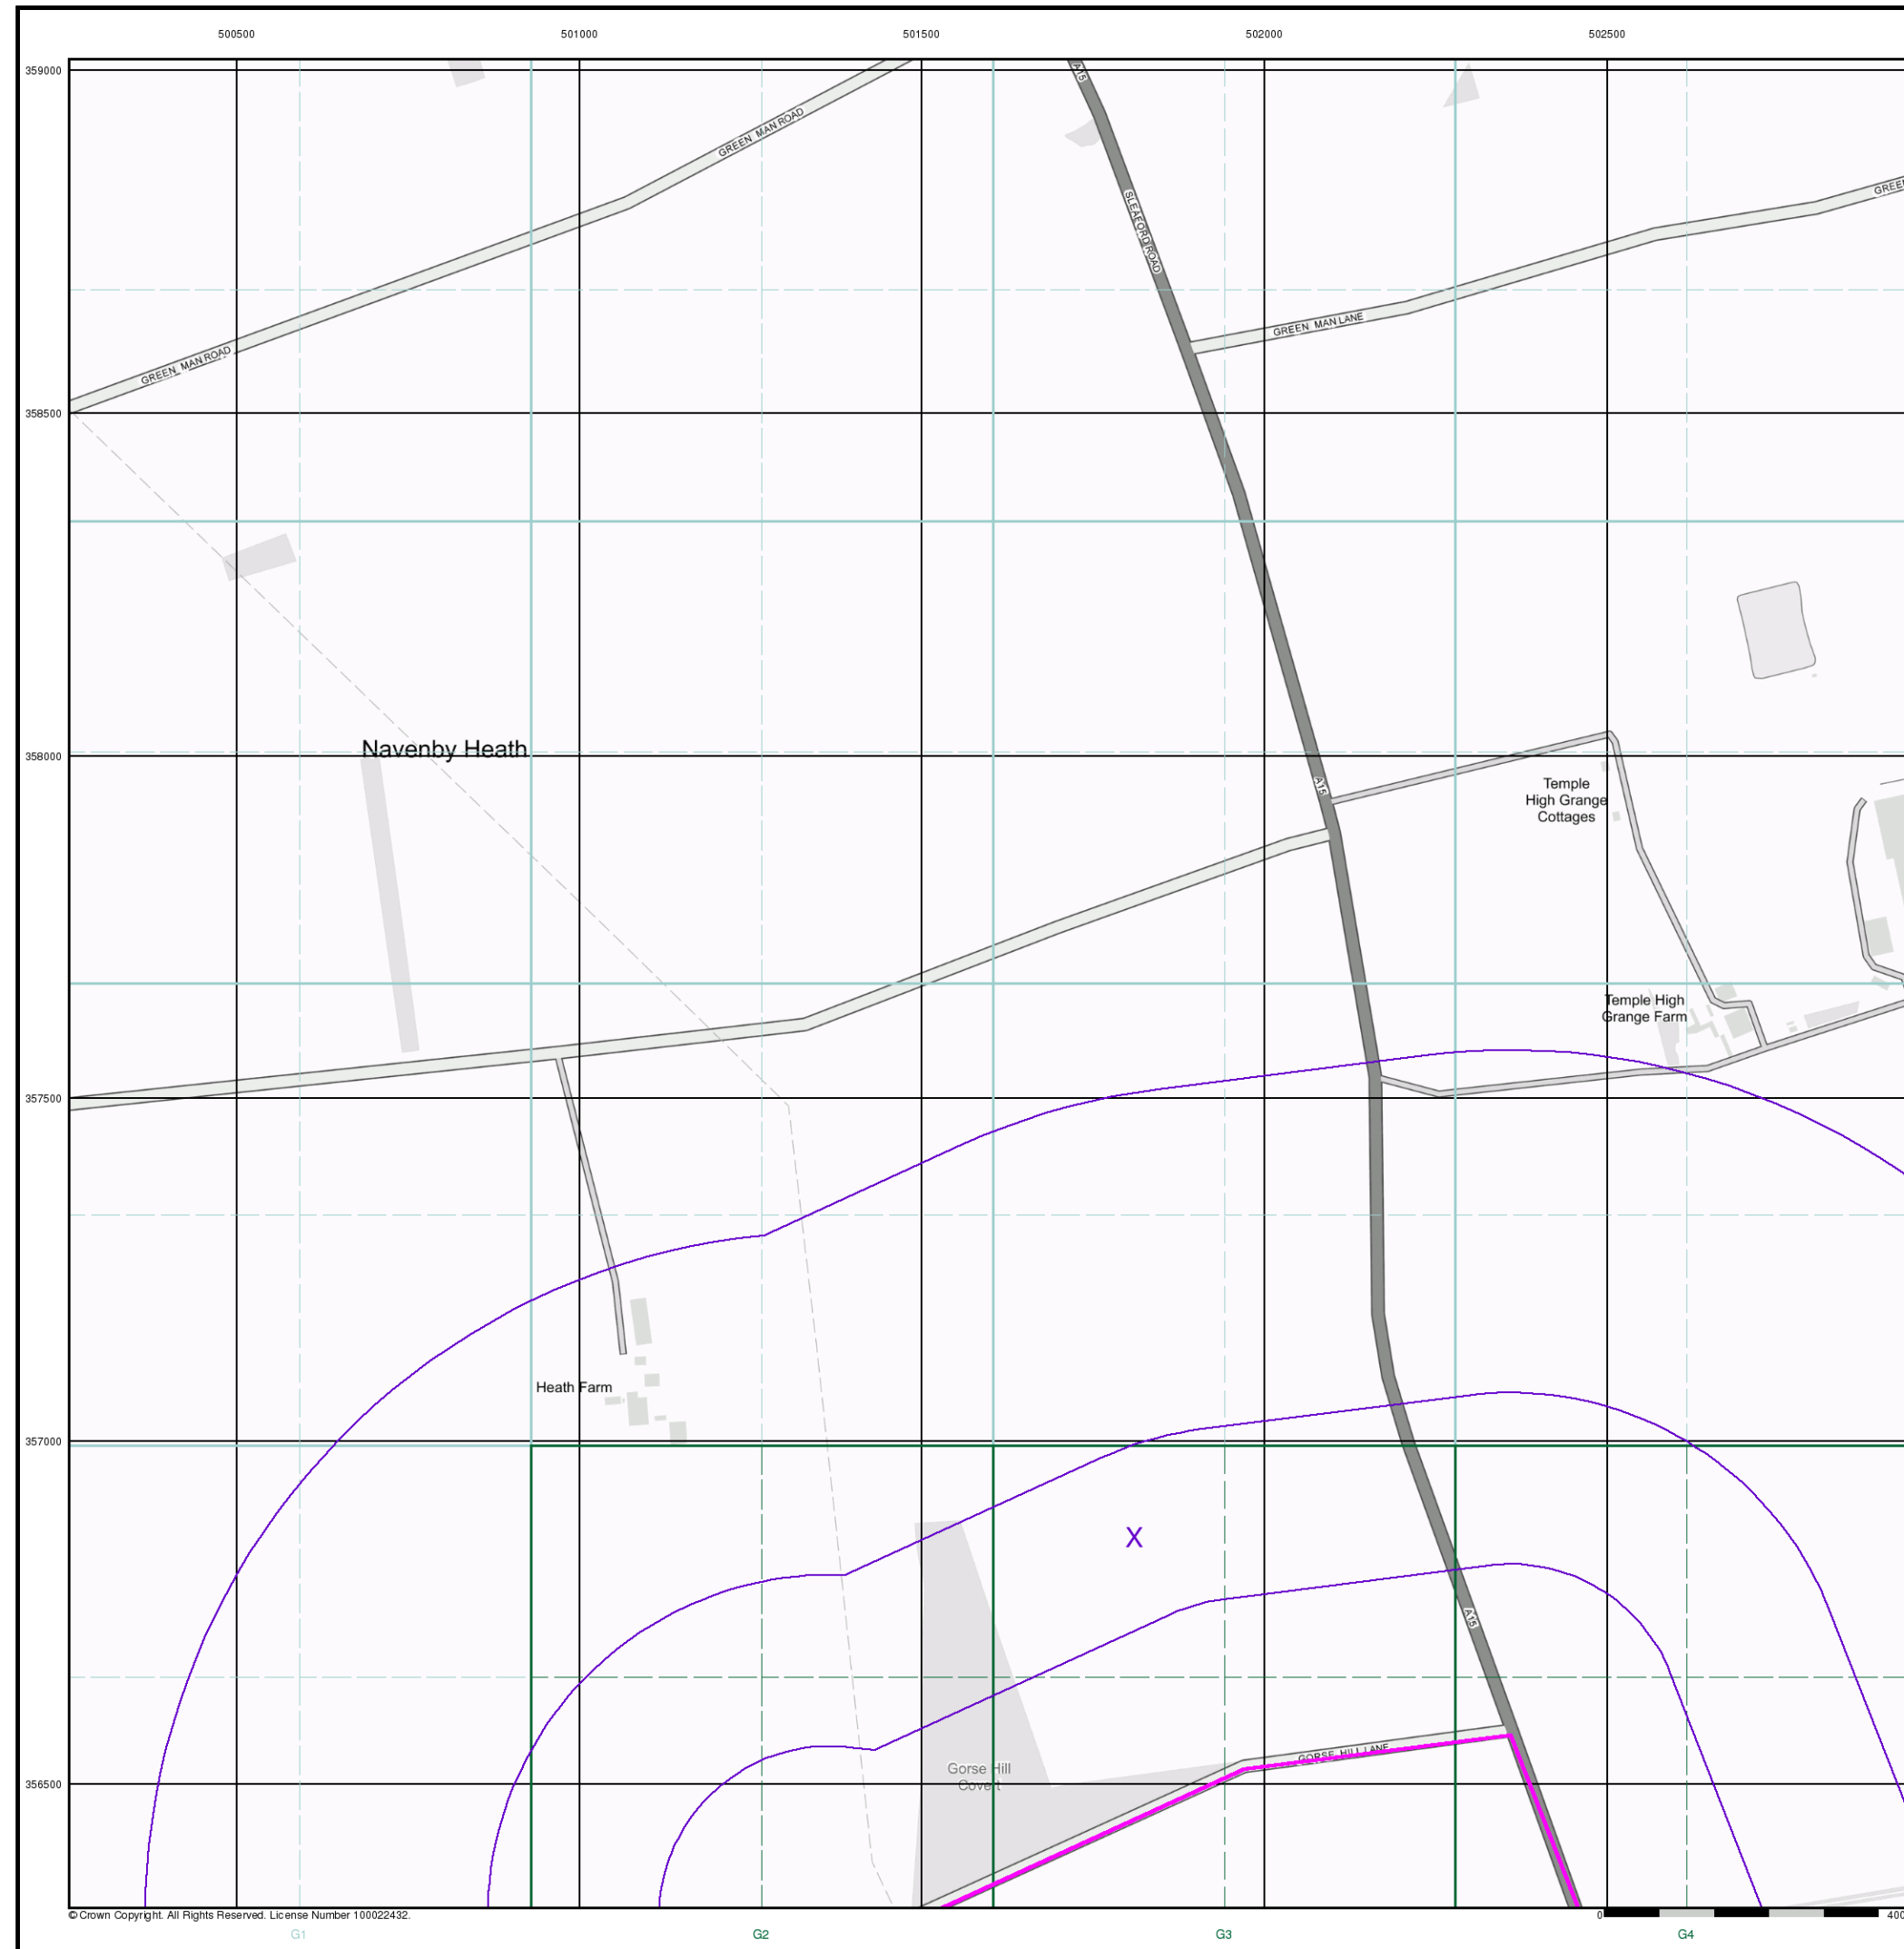 500500 501000 501500 502000 502500
359000
A15
GREEN MAN ROAD
SLEAFORD ROAD
GREEN
GREEN MAN LANE
GREEN MAN ROAD
358500
Navenby Heath
358000
A15
Temple
High Grange
Cottages
Temple High
Grange Farm
357500
Heath Farm
357000
X
A15
GORSE HILL LANE
Gorse Hill
Covert
356500
© Crown Copyright. All Rights Reserved. License Number 100022432.
0 400
G1 G2 G3 G4